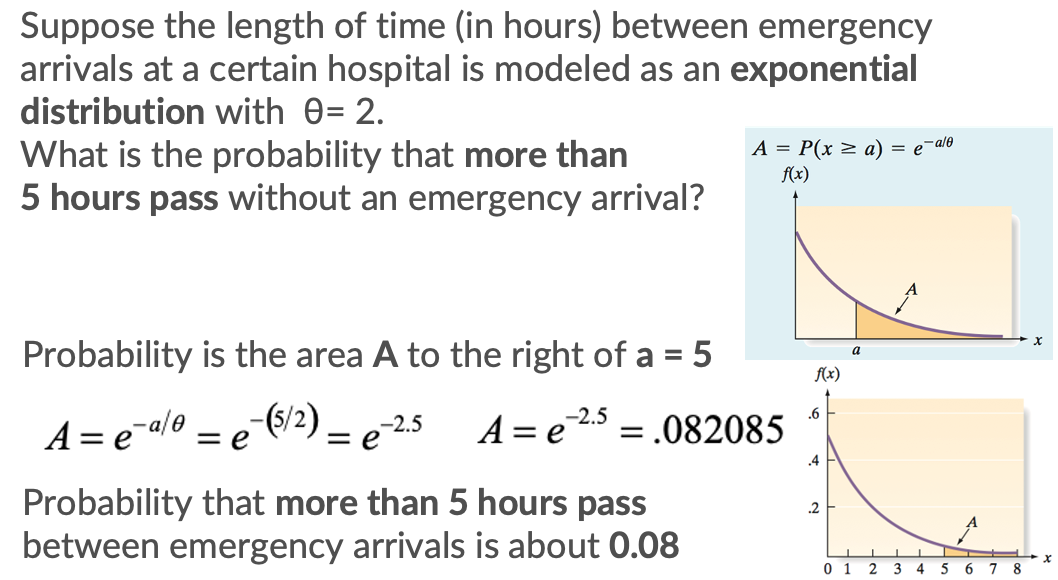 Suppose the length of time (in hours) between emergency
arrivals at a certain hospital is modeled as an exponential
distribution with θ= 2.
What is the probability that more than
5 hours pass without an emergency arrival?
A = P(x ≥ a) = e^−a/θ
f(x)
A
x
a
Probability is the area A to the right of a = 5
A = e^−a/θ = e^−(5/2) = e^−2.5 A = e^−2.5 = .082085
Probability that more than 5 hours pass
between emergency arrivals is about 0.08
f(x)
.6
.4
.2
A
x
0 1 2 3 4 5 6 7 8